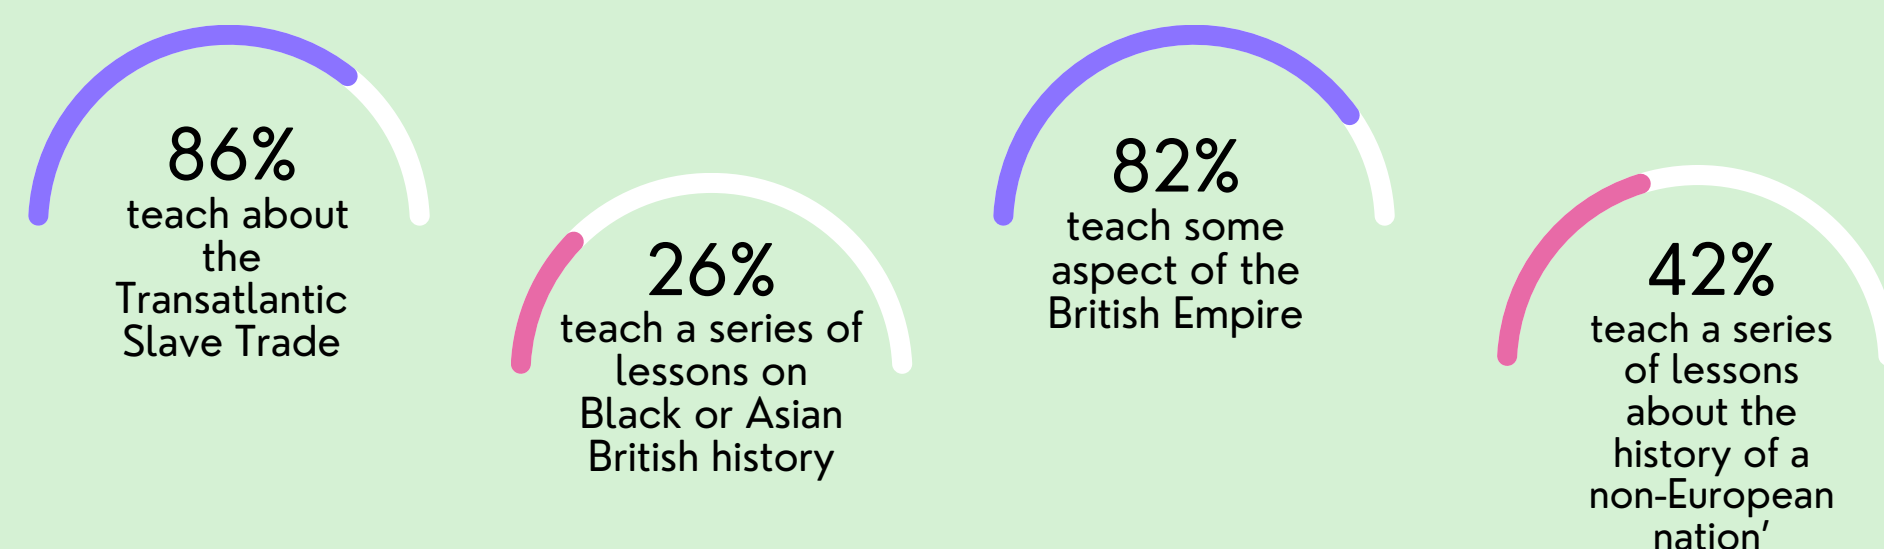 86%
teach about
the
Transatlantic
Slave Trade
26%
teach a series of
lessons on
Black or Asian
British history
82%
teach some
aspect of the
British Empire
42%
teach a series
of lessons
about the
history of a
non-European
nation’